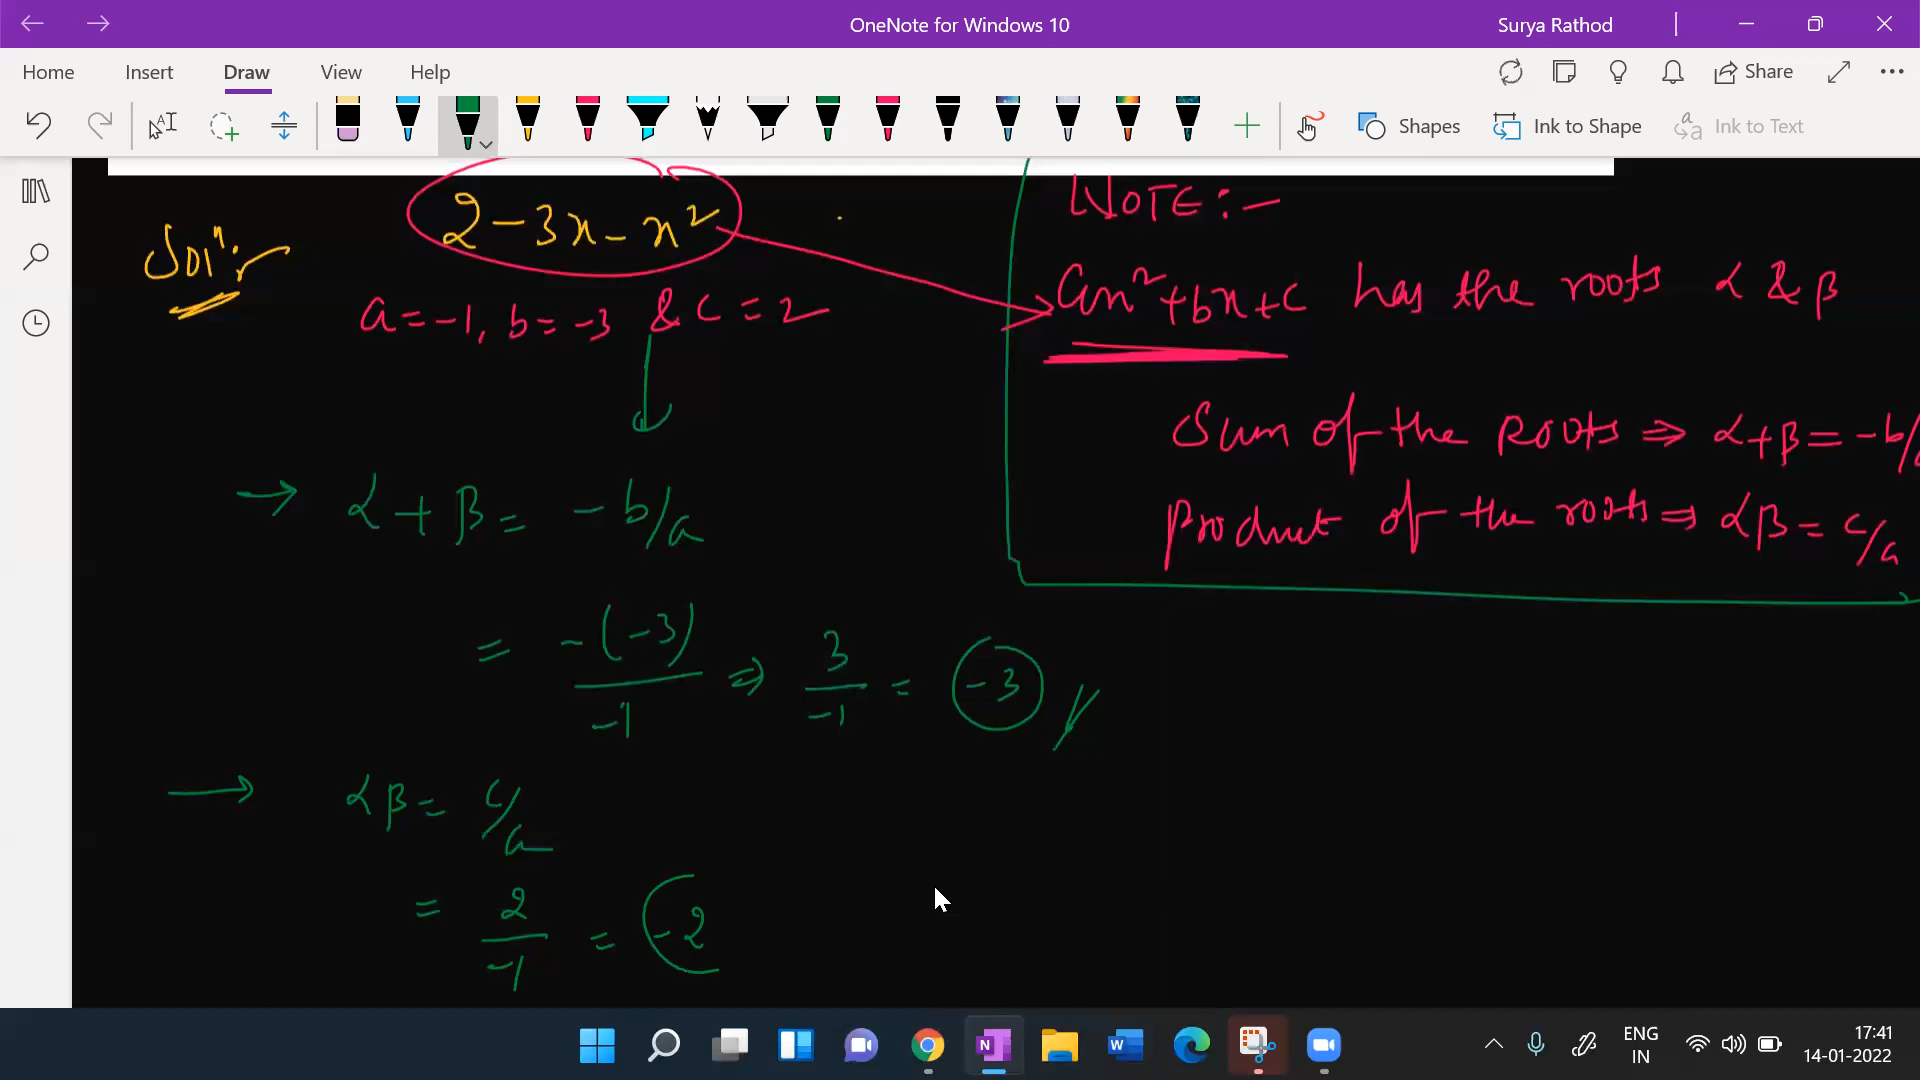 OneNote for Windows 10
Surya Rathod
Home Insert Draw View Help
Share
Shapes Ink to Shape Ink to Text
Solⁿ:-
2 - 3x - x²
a = -1, b = -3 & c = 2
α + β = -b/a
= -(-3)/-1 ⇒ 3/-1 = -3
αβ = c/a
= 2/-1 = -2
NOTE:-
ax² + bx + c has the roots α & β
Sum of the roots ⇒ α + β = -b/
Product of the roots ⇒ αβ = c/a
ENG
IN
17:41
14-01-2022